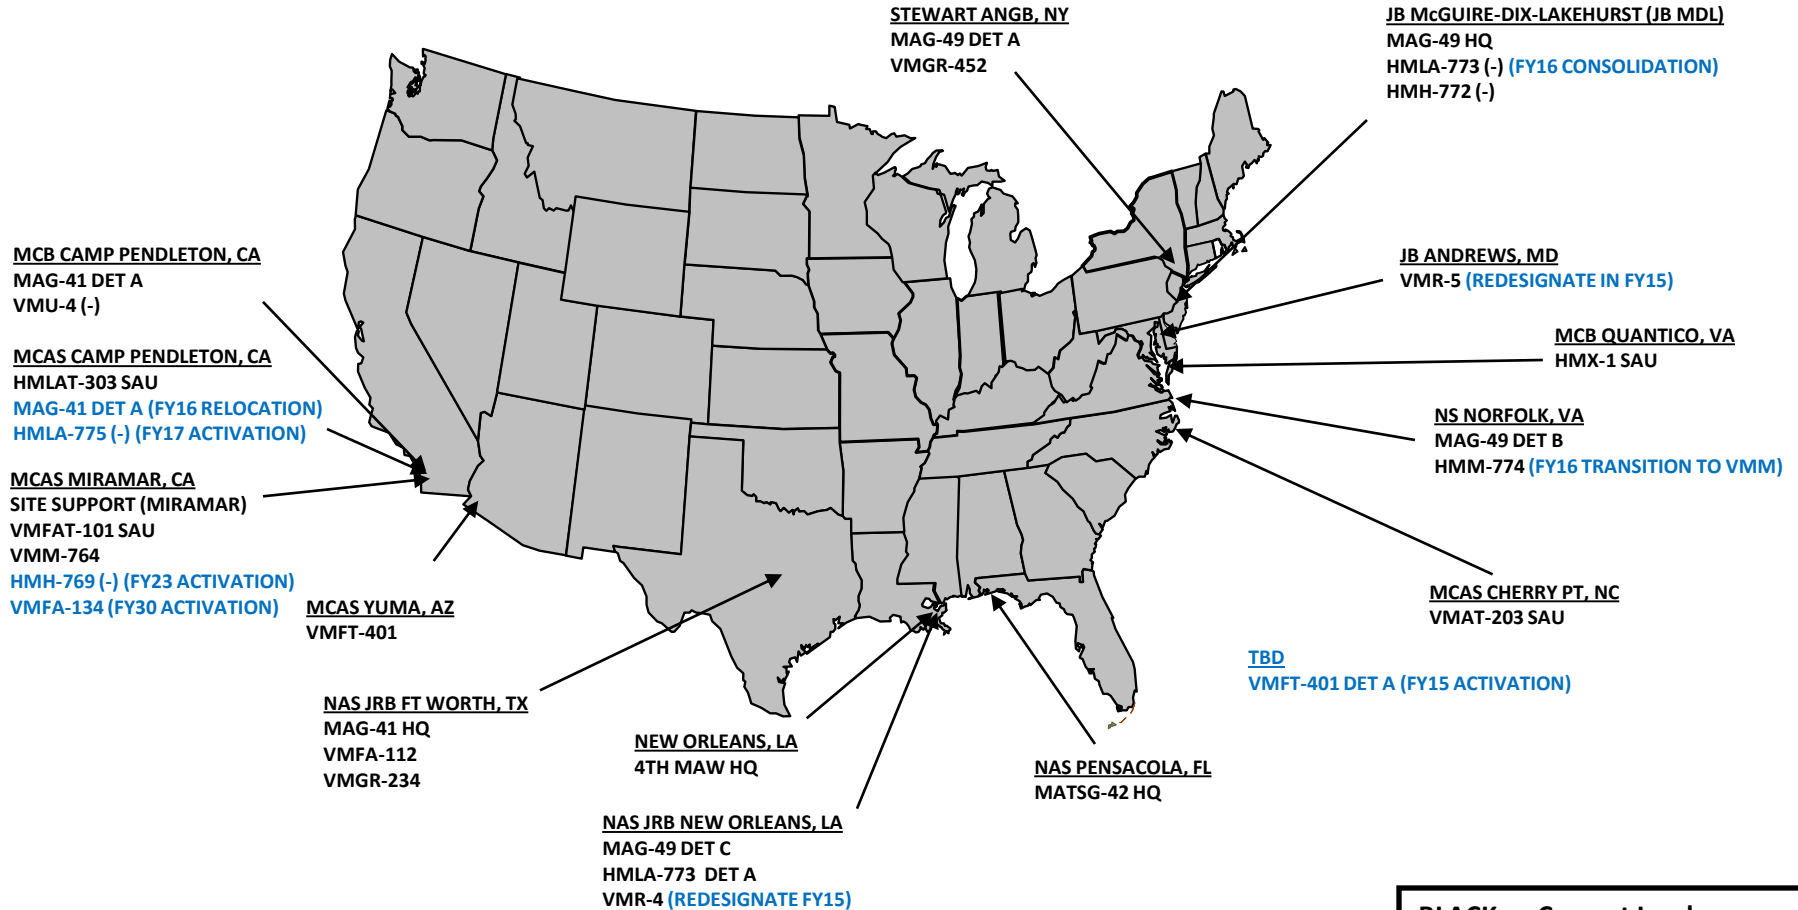 STEWART ANGB, NY
MAG-49 DET A
VMGR-452
JB McGUIRE-DIX-LAKEHURST (JB MDL)
MAG-49 HQ
HMLA-773 (-) (FY16 CONSOLIDATION)
HMH-772 (-)
MCB CAMP PENDLETON, CA
MAG-41 DET A
VMU-4 (-)
JB ANDREWS, MD
VMR-5 (REDESIGNATE IN FY15)
MCAS CAMP PENDLETON, CA
HMLAT-303 SAU
MAG-41 DET A (FY16 RELOCATION)
HMLA-775 (-) (FY17 ACTIVATION)
MCB QUANTICO, VA
HMX-1 SAU
NS NORFOLK, VA
MAG-49 DET B
HMM-774 (FY16 TRANSITION TO VMM)
MCAS MIRAMAR, CA
SITE SUPPORT (MIRAMAR)
VMFAT-101 SAU
VMM-764
HMH-769 (-) (FY23 ACTIVATION)
VMFA-134 (FY30 ACTIVATION)
MCAS YUMA, AZ
VMFT-401
MCAS CHERRY PT, NC
VMAT-203 SAU
TBD
VMFT-401 DET A (FY15 ACTIVATION)
NAS JRB FT WORTH, TX
MAG-41 HQ
VMFA-112
VMGR-234
NEW ORLEANS, LA
4TH MAW HQ
NAS PENSACOLA, FL
MATSG-42 HQ
NAS JRB NEW ORLEANS, LA
MAG-49 DET C
HMLA-773 DET A
VMR-4 (REDESIGNATE FY15)